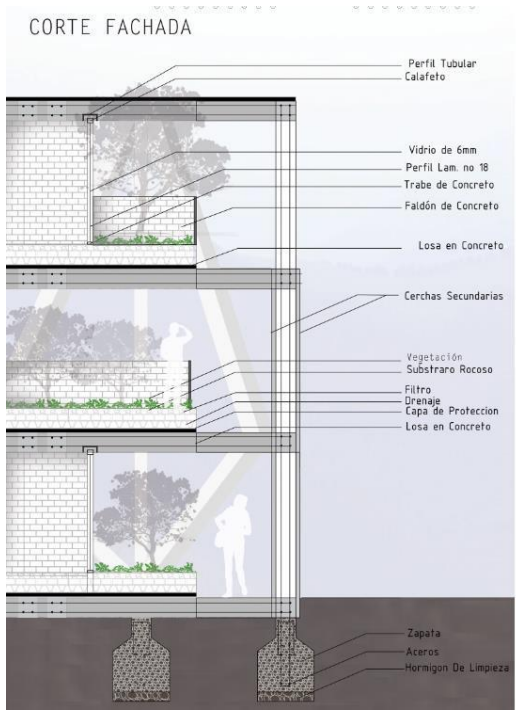 CORTE FACHADA
Perfil Tubular
Calafeto
Vidrio de 6mm
Perfil Lam. no 18
Trabe de Concreto
Faldón de Concreto
Losa en Concreto
Cerchas Secundarias
Vegetación
Substraro Rocoso
Filtro
Drenaje
Capa de Proteccion
Losa en Concreto
Zapata
Aceros
Hormigon De Limpieza